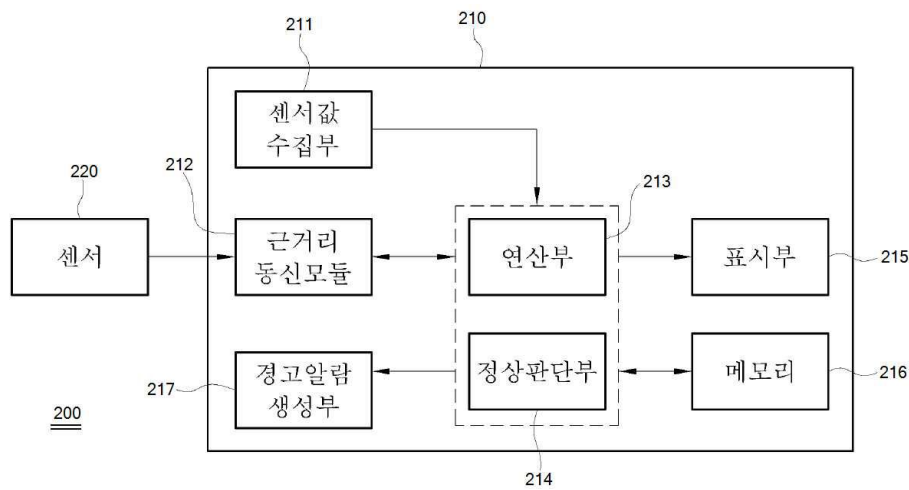 211
210
센서값
수집부
212
220
213
센서
근거리
동신모듈
연산부
표시부
215
217
경고알람
생성부
정상판단부
메모리
216
200
214